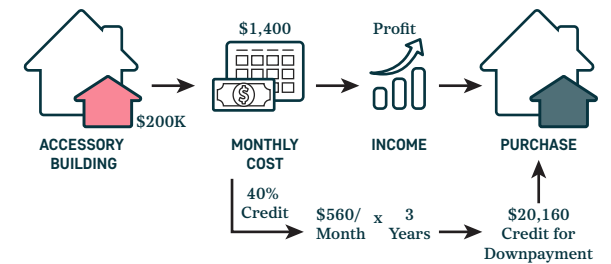 $1,400
Profit
$200K
ACCESSORY
BUILDING
MONTHLY
COST
INCOME
PURCHASE
40%
Credit
$560/
Month
x
3
Years
$20,160
Credit for
Downpayment